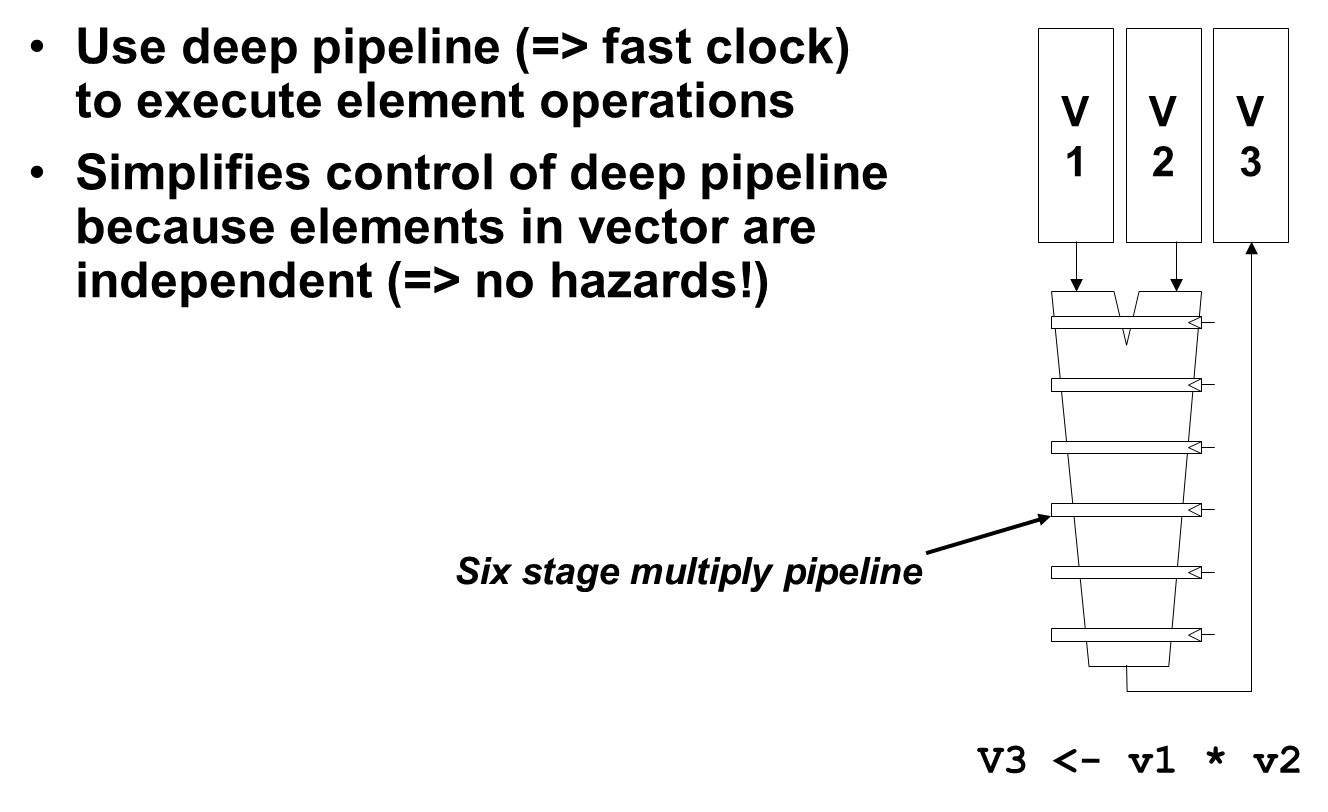 • Use deep pipeline (=> fast clock)
to execute element operations
• Simplifies control of deep pipeline
because elements in vector are
independent (=> no hazards!)
V
1
V
2
V
3
Six stage multiply pipeline
V3 <- v1 * v2